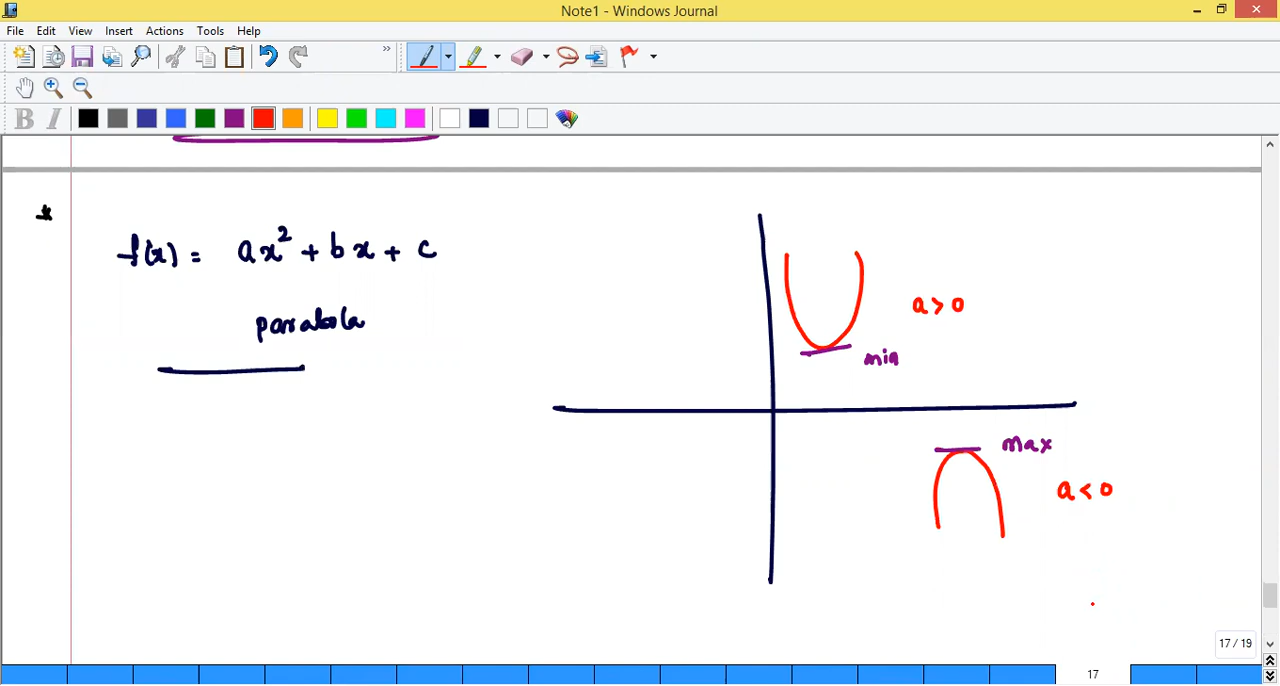 Note1 - Windows Journal
File Edit View Insert Actions Tools Help
B I
f(x) = ax² + bx + c
parabola
a > 0
min
max
a < 0
17 / 19
17